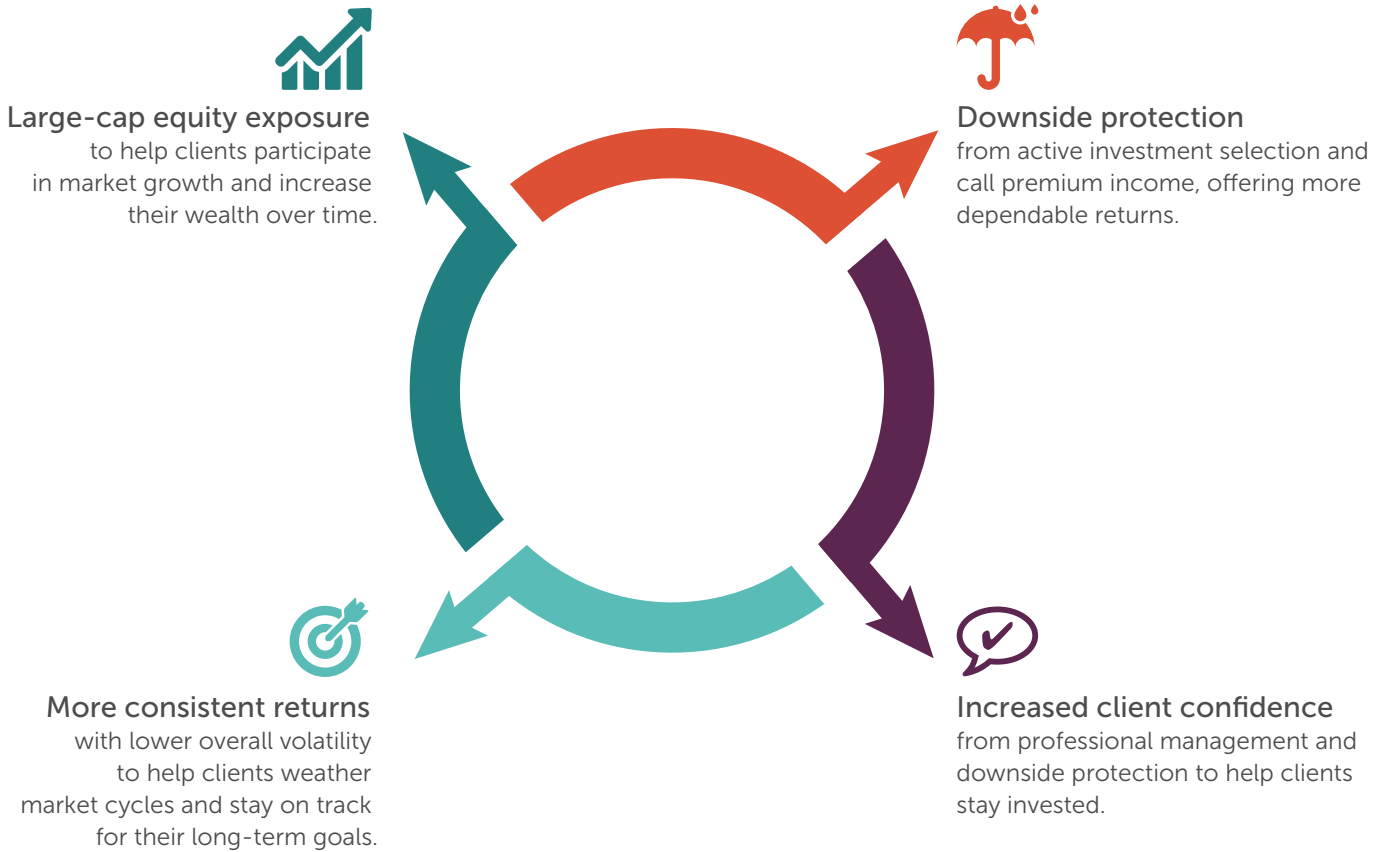 Large-cap equity exposure
to help clients participate
in market growth and increase
their wealth over time.
Downside protection
from active investment selection and
call premium income, offering more
dependable returns.
More consistent returns
with lower overall volatility
to help clients weather
market cycles and stay on track
for their long-term goals.
Increased client confidence
from professional management and
downside protection to help clients
stay invested.